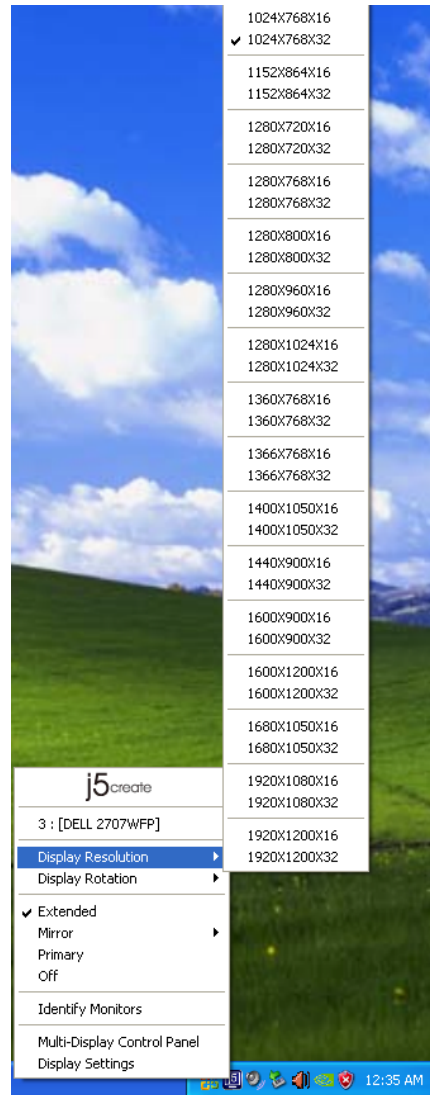 1024X768X16
1024X768X32
1152X864X16
1152X864X32
1280X720X16
1280X720X32
1280X768X16
1280X768X32
1280X800X16
1280X800X32
1280X960X16
1280X960X32
1280X1024X16
1280X1024X32
1360X768X16
1360X768X32
1366X768X16
1366X768X32
1400X1050X16
1400X1050X32
1440X900X16
1440X900X32
1600X900X16
1600X900X32
1600X1200X16
1600X1200X32
1680X1050X16
1680X1050X32
1920X1080X16
1920X1080X32
1920X1200X16
1920X1200X32
j5create
3 : [DELL 2707WFP]
Display Resolution
Display Rotation
Extended
Mirror
Primary
Off
Identify Monitors
Multi-Display Control Panel
Display Settings
12:35 AM